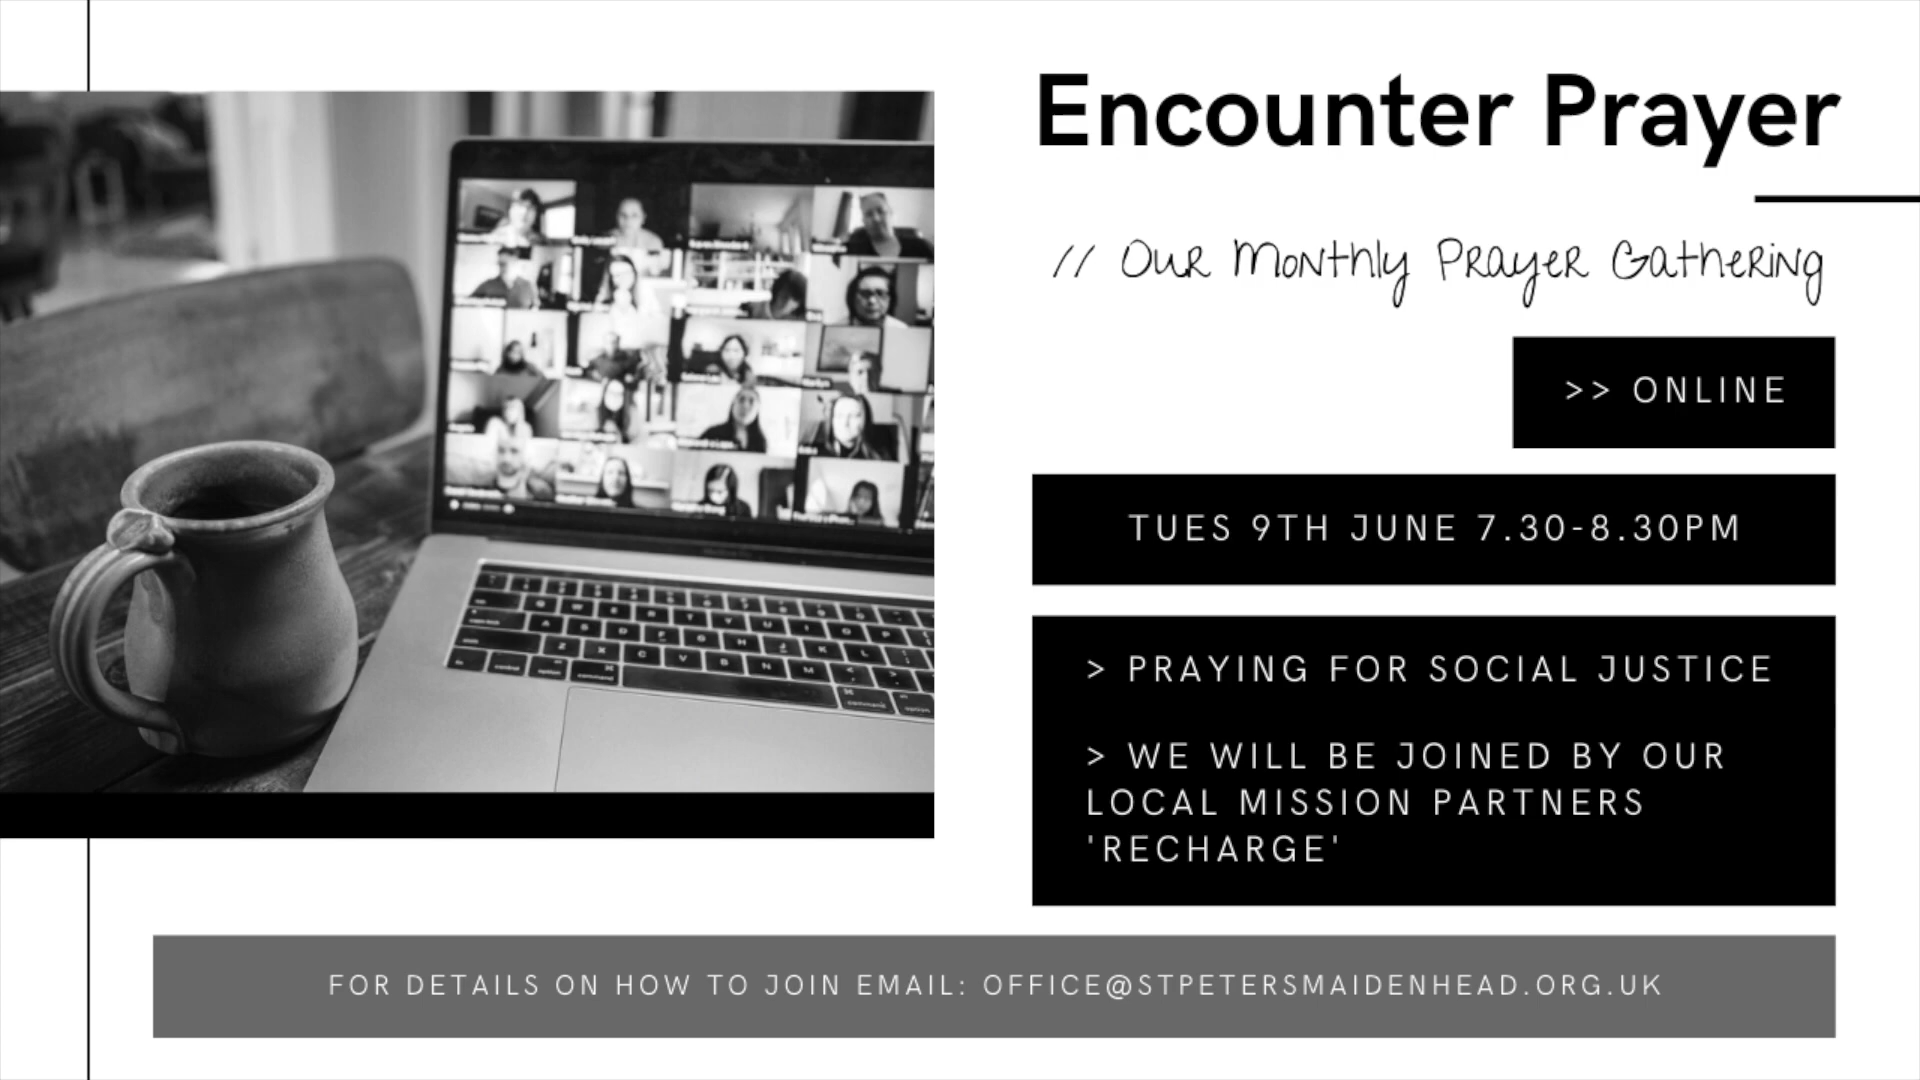 Encounter Prayer
// Our Monthly Prayer Gathering
>> ONLINE
TUES 9TH JUNE 7.30-8.30PM
> PRAYING FOR SOCIAL JUSTICE
> WE WILL BE JOINED BY OUR
LOCAL MISSION PARTNERS
'RECHARGE'
FOR DETAILS ON HOW TO JOIN EMAIL: OFFICE@STPETERSMAIDENHEAD.ORG.UK